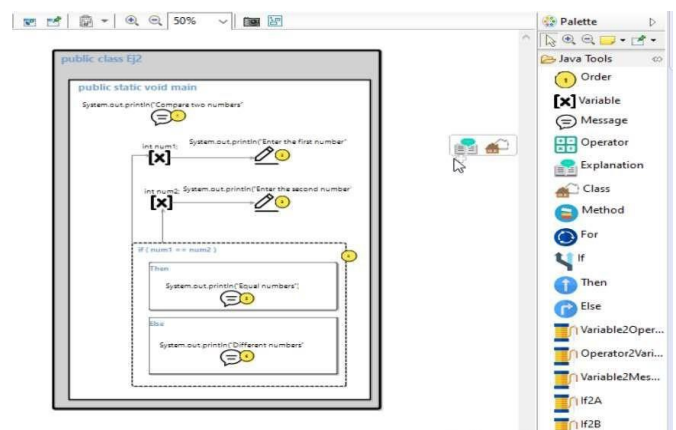 50%
public class Ej2
public static void main
System.out.println("Compare two numbers"
1
int num1;
System.out.println("Enter the first number"
int num2;
System.out.println("Enter the second number"
if ( num1 == num2 )
Then
System.out.println("Equal numbers"
Else
System.out.println("Different numbers"
Palette
Java Tools
1
Order
[x] Variable
Message
Operator
Explanation
Class
Method
For
If
Then
Else
Variable2Oper...
Operator2Vari...
Variable2Mes...
If2A
If2B